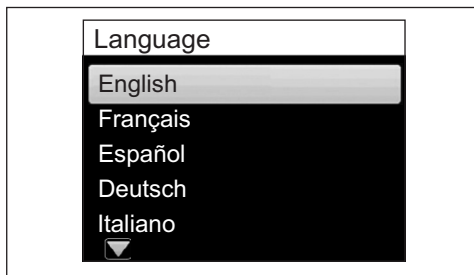 Language
English
Français
Español
Deutsch
Italiano